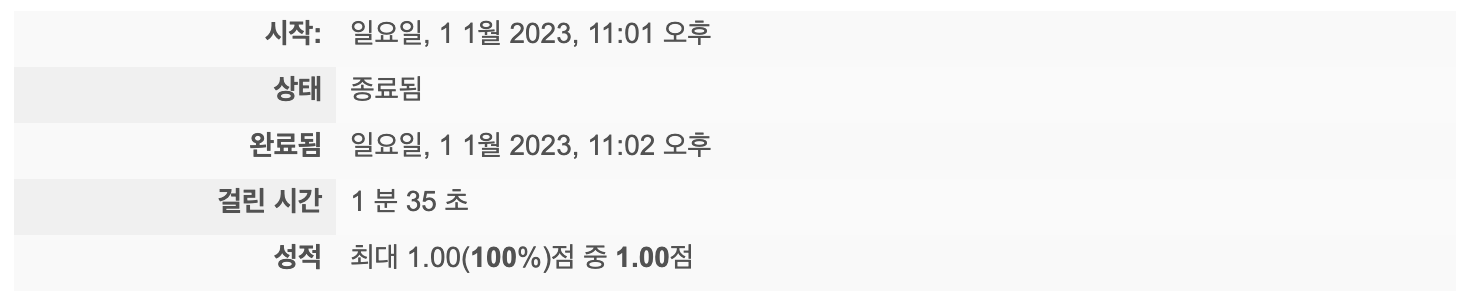 시작: 일요일, 1 1월 2023, 11:01 오후
상태 종료됨
완료됨 일요일, 1 1월 2023, 11:02 오후
걸린 시간 1 분 35 초
성적 최대 1.00(100%)점 중 1.00점